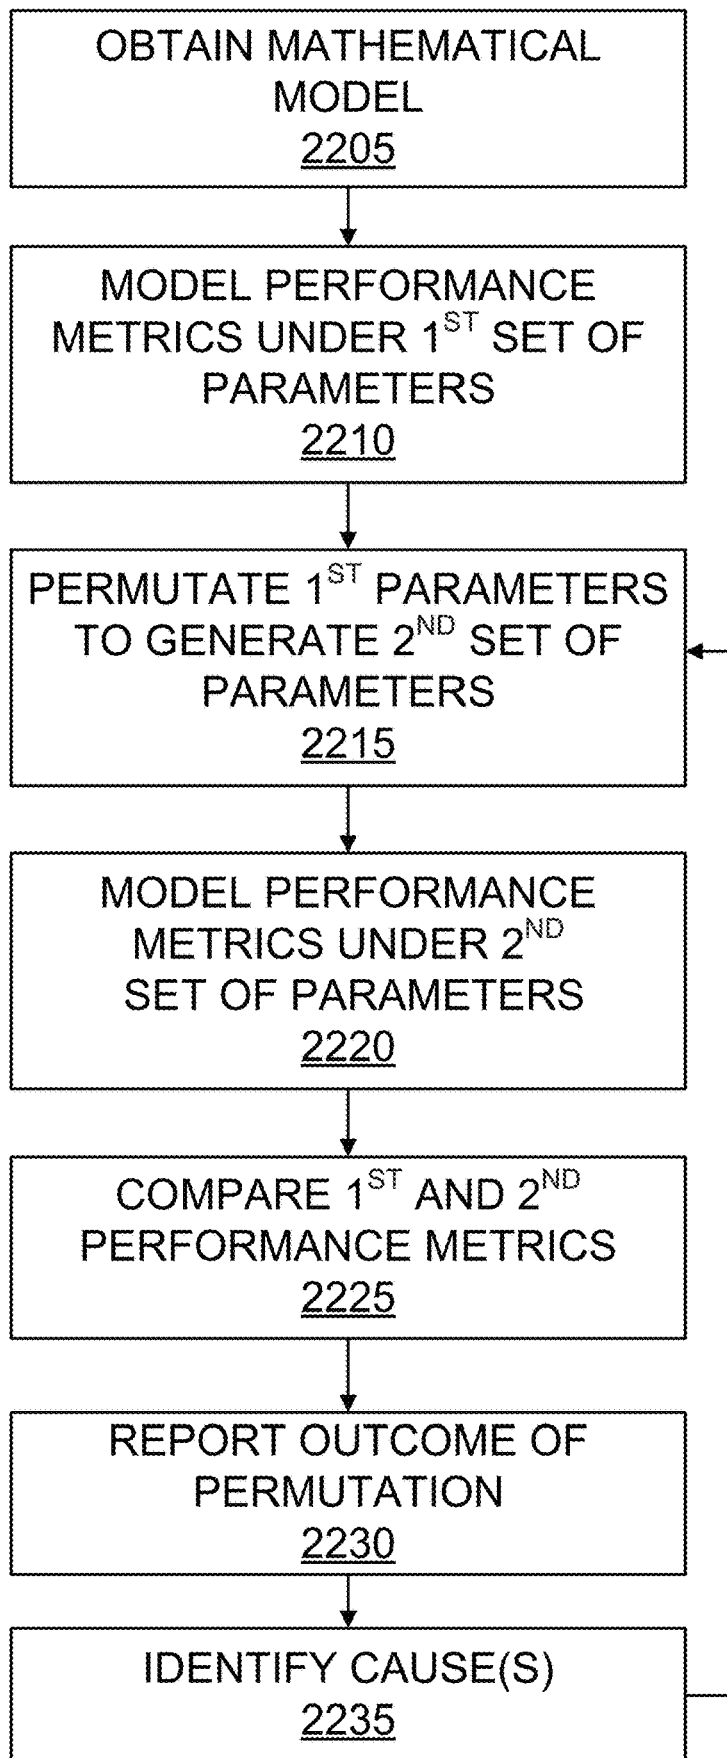 OBTAIN MATHEMATICAL
MODEL
2205
MODEL PERFORMANCE
METRICS UNDER 1ST SET OF
PARAMETERS
2210
PERMUTATE 1ST PARAMETERS
TO GENERATE 2ND SET OF
PARAMETERS
2215
MODEL PERFORMANCE
METRICS UNDER 2ND
SET OF PARAMETERS
2220
COMPARE 1ST AND 2ND
PERFORMANCE METRICS
2225
REPORT OUTCOME OF
PERMUTATION
2230
IDENTIFY CAUSE(S)
2235